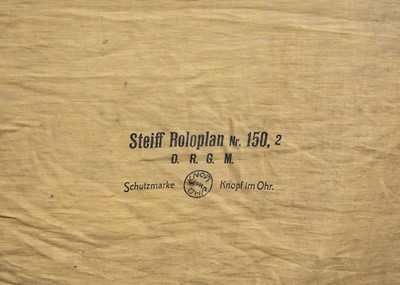 Steiff Roloplan Nr. 150, 2
D. R. G. M.
Schutzmarke Knopf im Ohr.